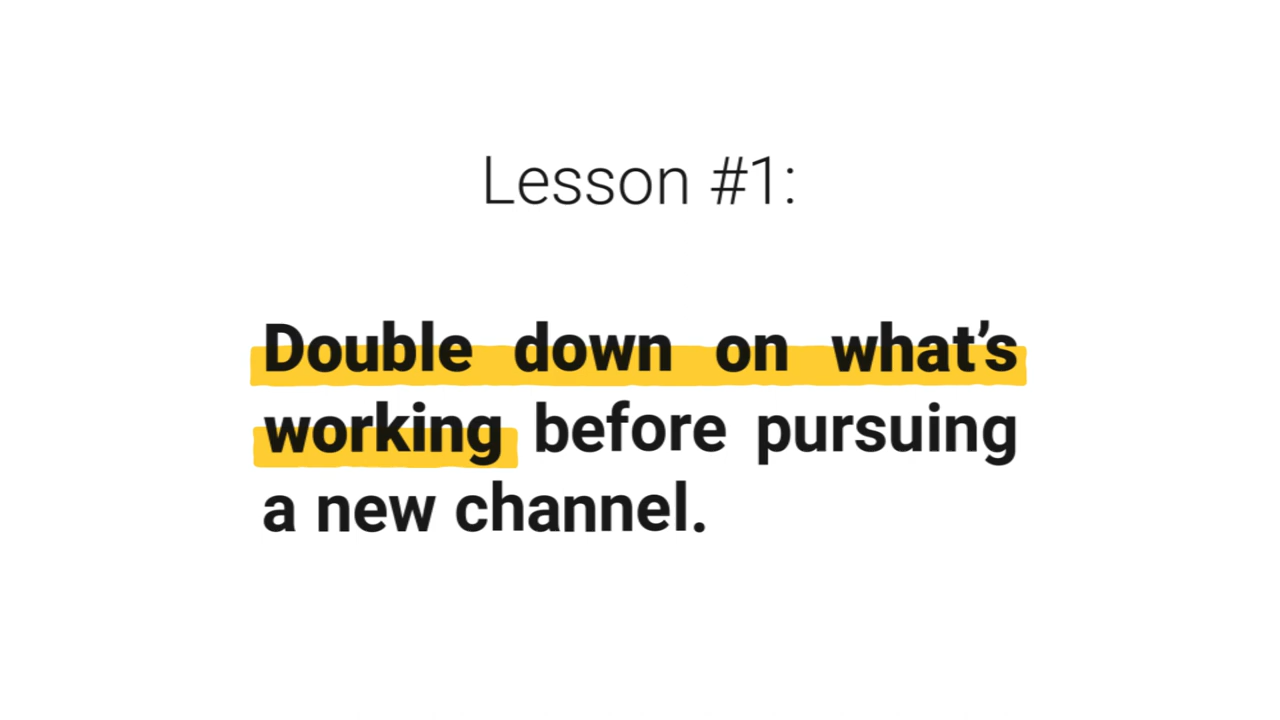 Lesson #1:
Double down on what’s
working before pursuing
a new channel.